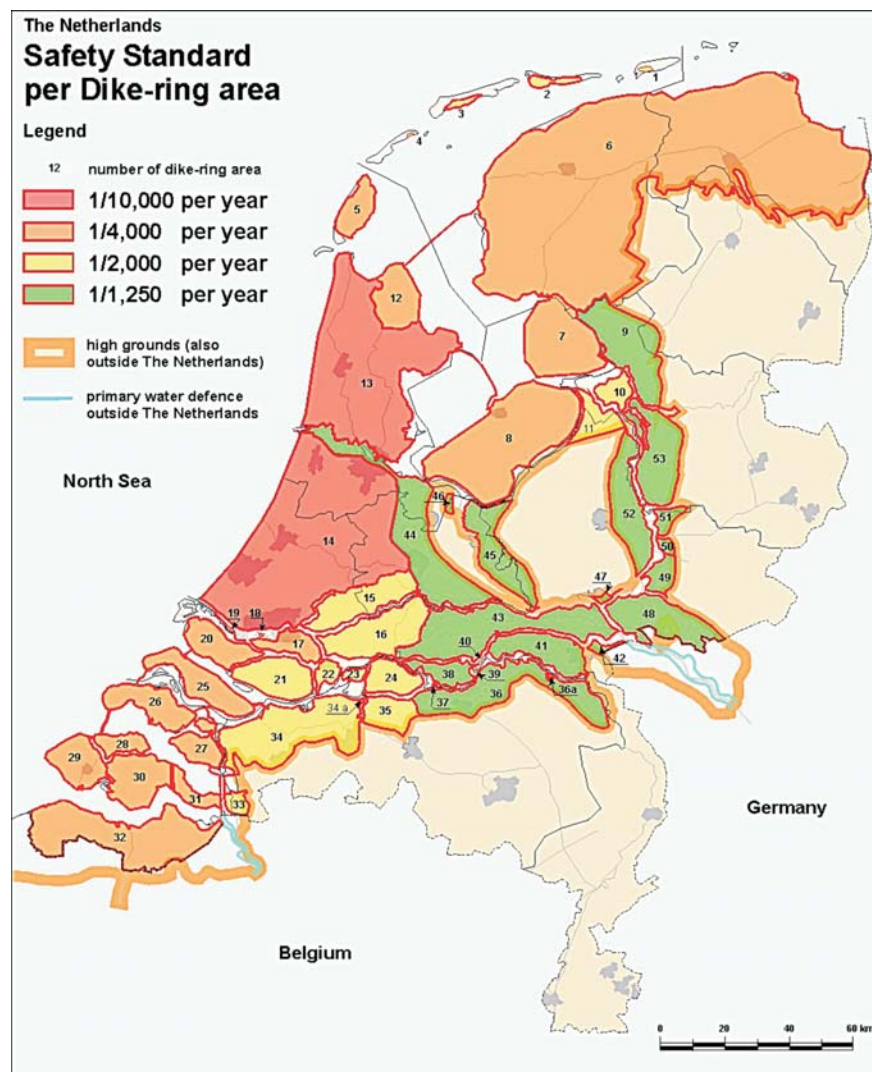 The Netherlands
Safety Standard
per Dike-ring area
Legend
12 number of dike-ring area
1/10,000 per year
1/4,000 per year
1/2,000 per year
1/1,250 per year
high grounds (also
outside The Netherlands)
primary water defence
outside The Netherlands
1
2
3
4
5
6
12
7
9
13
10
11
8
53
46
52
51
44
14
45
50
47
49
15
48
19 18
43
20
17
16
40
41
42
21
22 23 24
38
39
25
36
36a
26
34 a
35
37
34
28
27
29
30
31
33
32
North Sea
Germany
Belgium
0 20 40 60 km